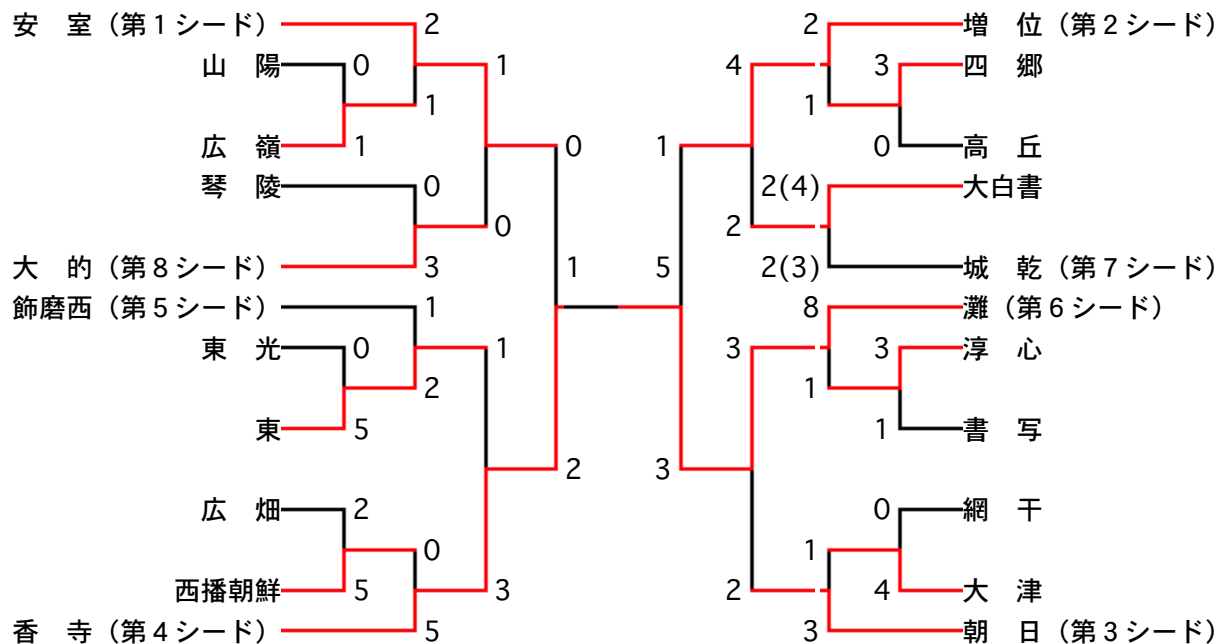 安　室（第１シード）
2
山　陽
0
1
1
広　嶺
1
0
琴　陵
0
0
大　的（第８シード）
3
1
飾磨西（第５シード）
1
東　光
0
1
2
東
5
2
広　畑
2
0
西播朝鮮
5
3
香　寺（第４シード）
5
2
増　位（第２シード）
4
3
四　郷
1
1
0
高　丘
2(4)
大白書
2
5
2(3)
城　乾（第７シード）
8
灘（第６シード）
3
3
淳　心
1
1
書　写
3
0
網　干
1
2
4
大　津
3
朝　日（第３シード）